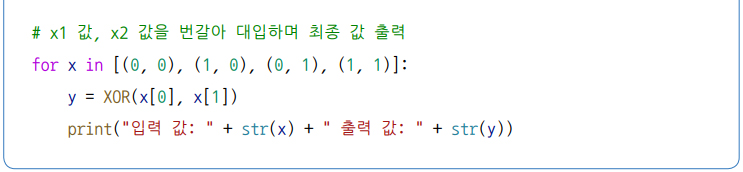 # x1 값, x2 값을 번갈아 대입하며 최종 값 출력
for x in [(0, 0), (1, 0), (0, 1), (1, 1)]:
    y = XOR(x[0], x[1])
    print("입력 값: " + str(x) + " 출력 값: " + str(y))